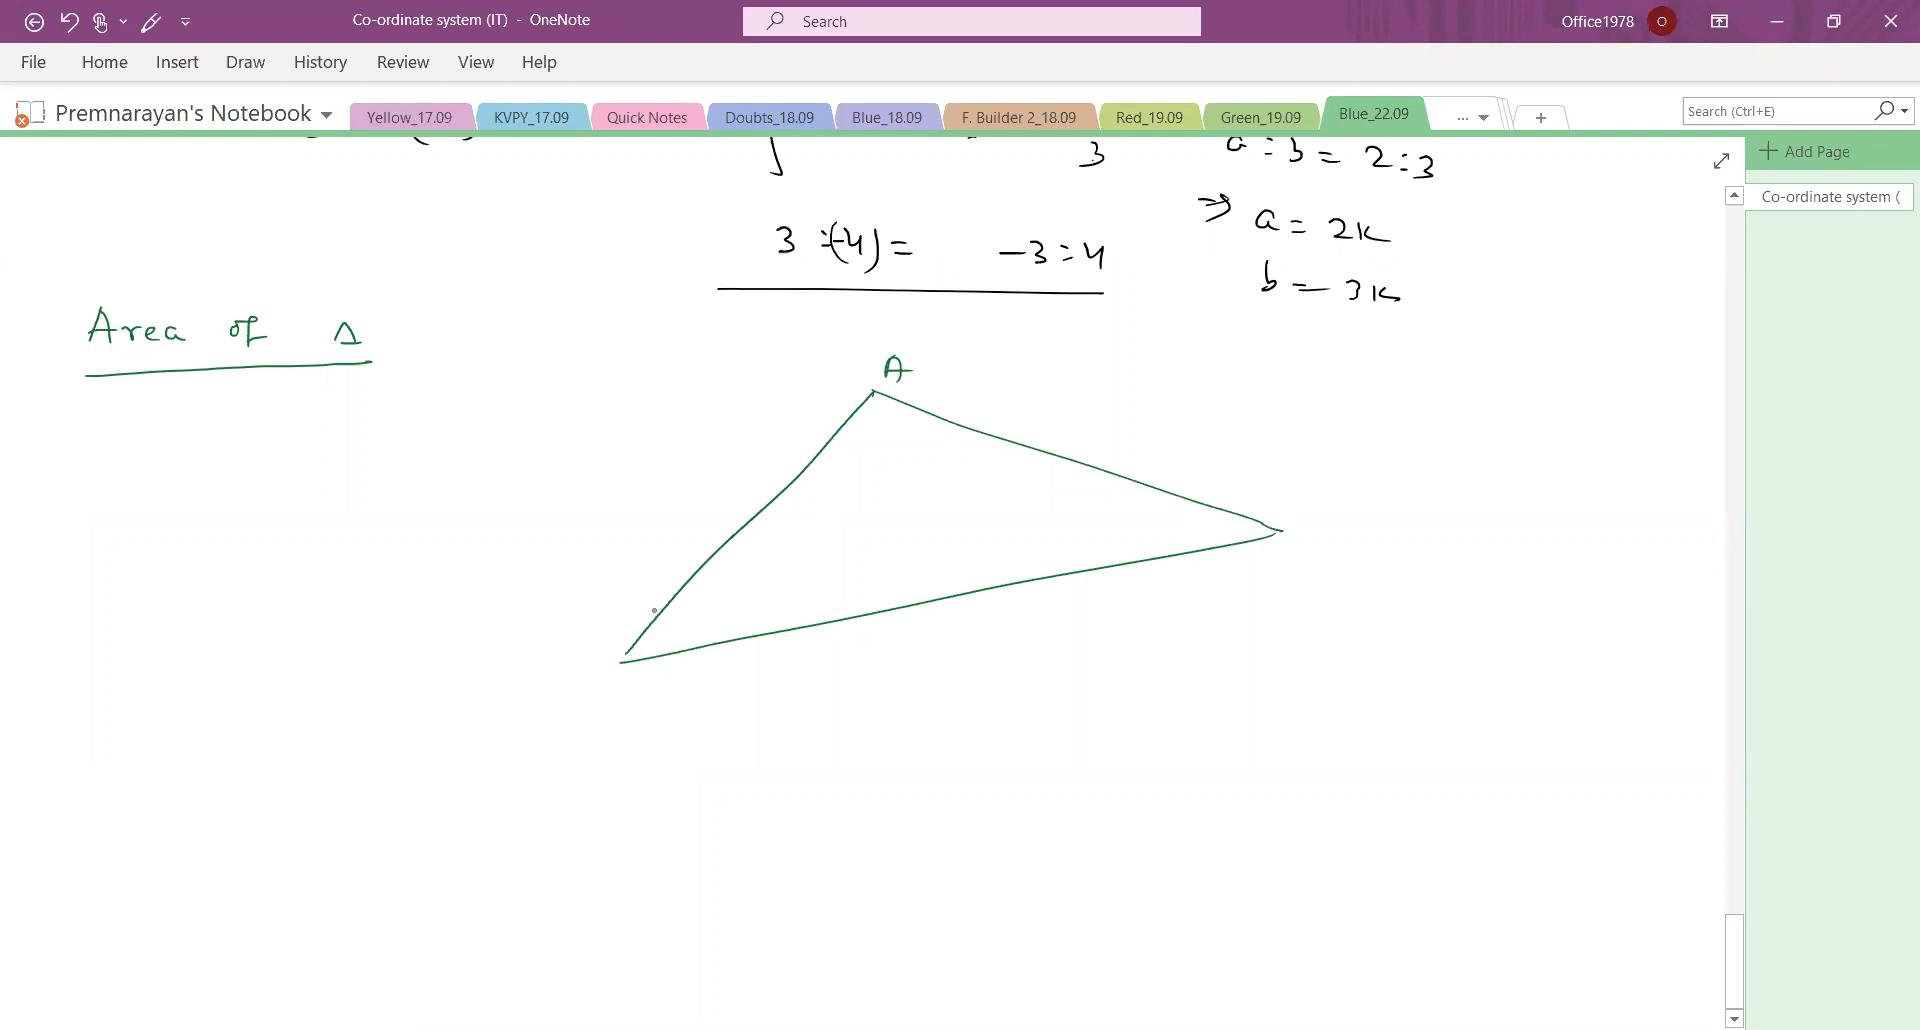 Co-ordinate system (IT) - OneNote
Search
Office1978 O
File Home Insert Draw History Review View Help
Premnarayan's Notebook
Yellow_17.09 KVPY_17.09 Quick Notes Doubts_18.09 Blue_18.09 F. Builder 2_18.09 Red_19.09 Green_19.09 Blue_22.09 ... +
Search (Ctrl+E)
Add Page
Co-ordinate system (
3
a : b = 2 : 3
⇒ a = 2k
3 : (-4) = -3 : 4
b = 3k
Area of Δ
A